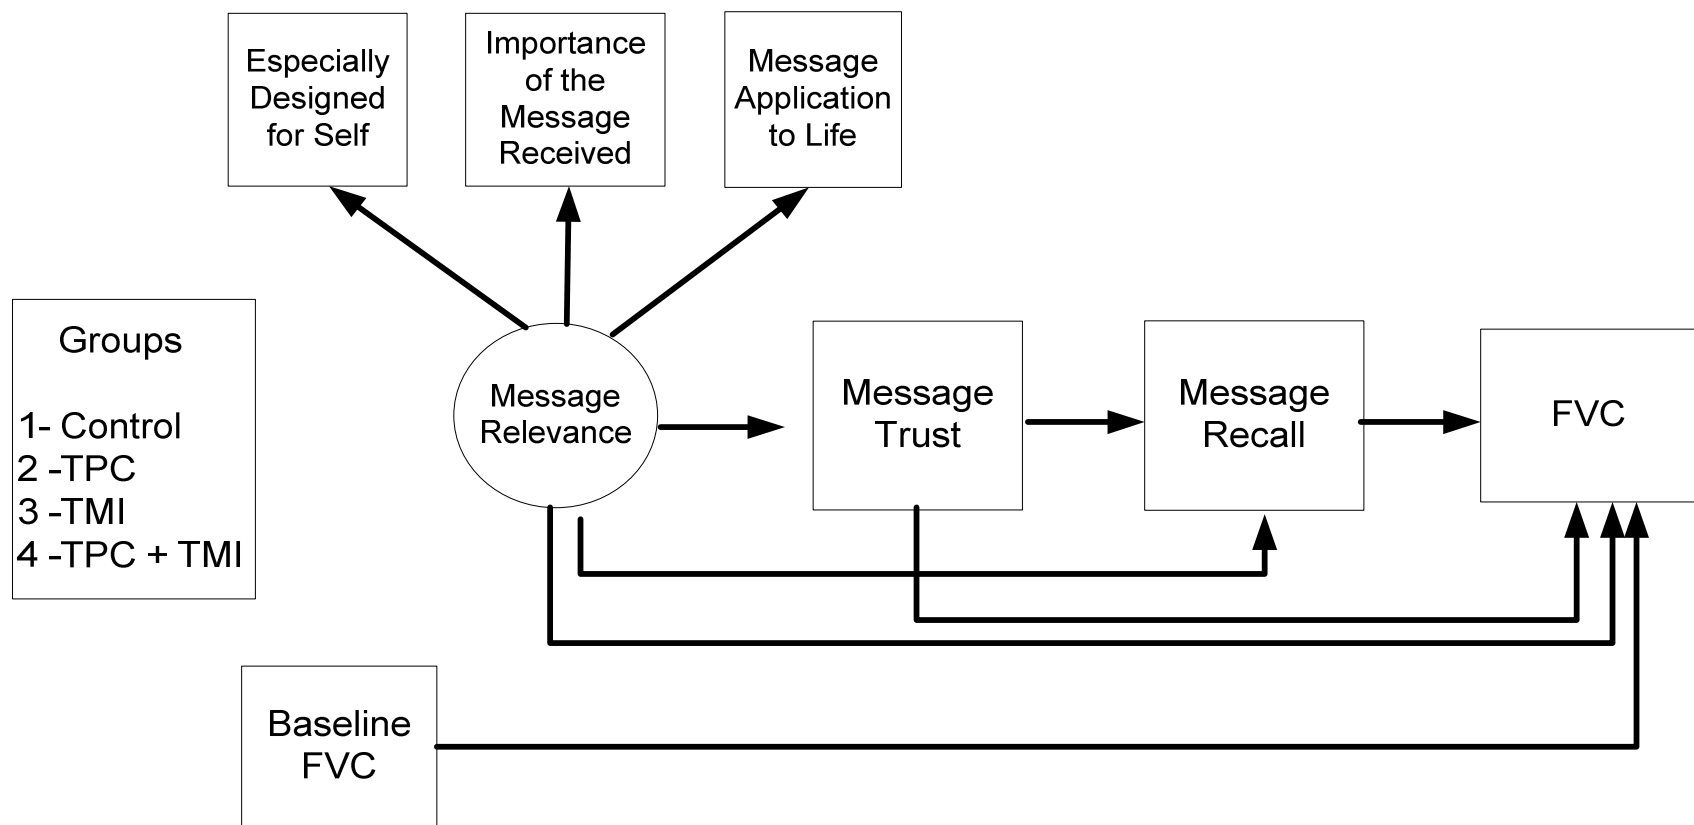 Especially
Designed
for Self
Importance
of the
Message
Received
Message
Application
to Life
Groups
1- Control
2 -TPC
3 -TMI
4 -TPC + TMI
Message
Relevance
Message
Trust
Message
Recall
FVC
Baseline
FVC